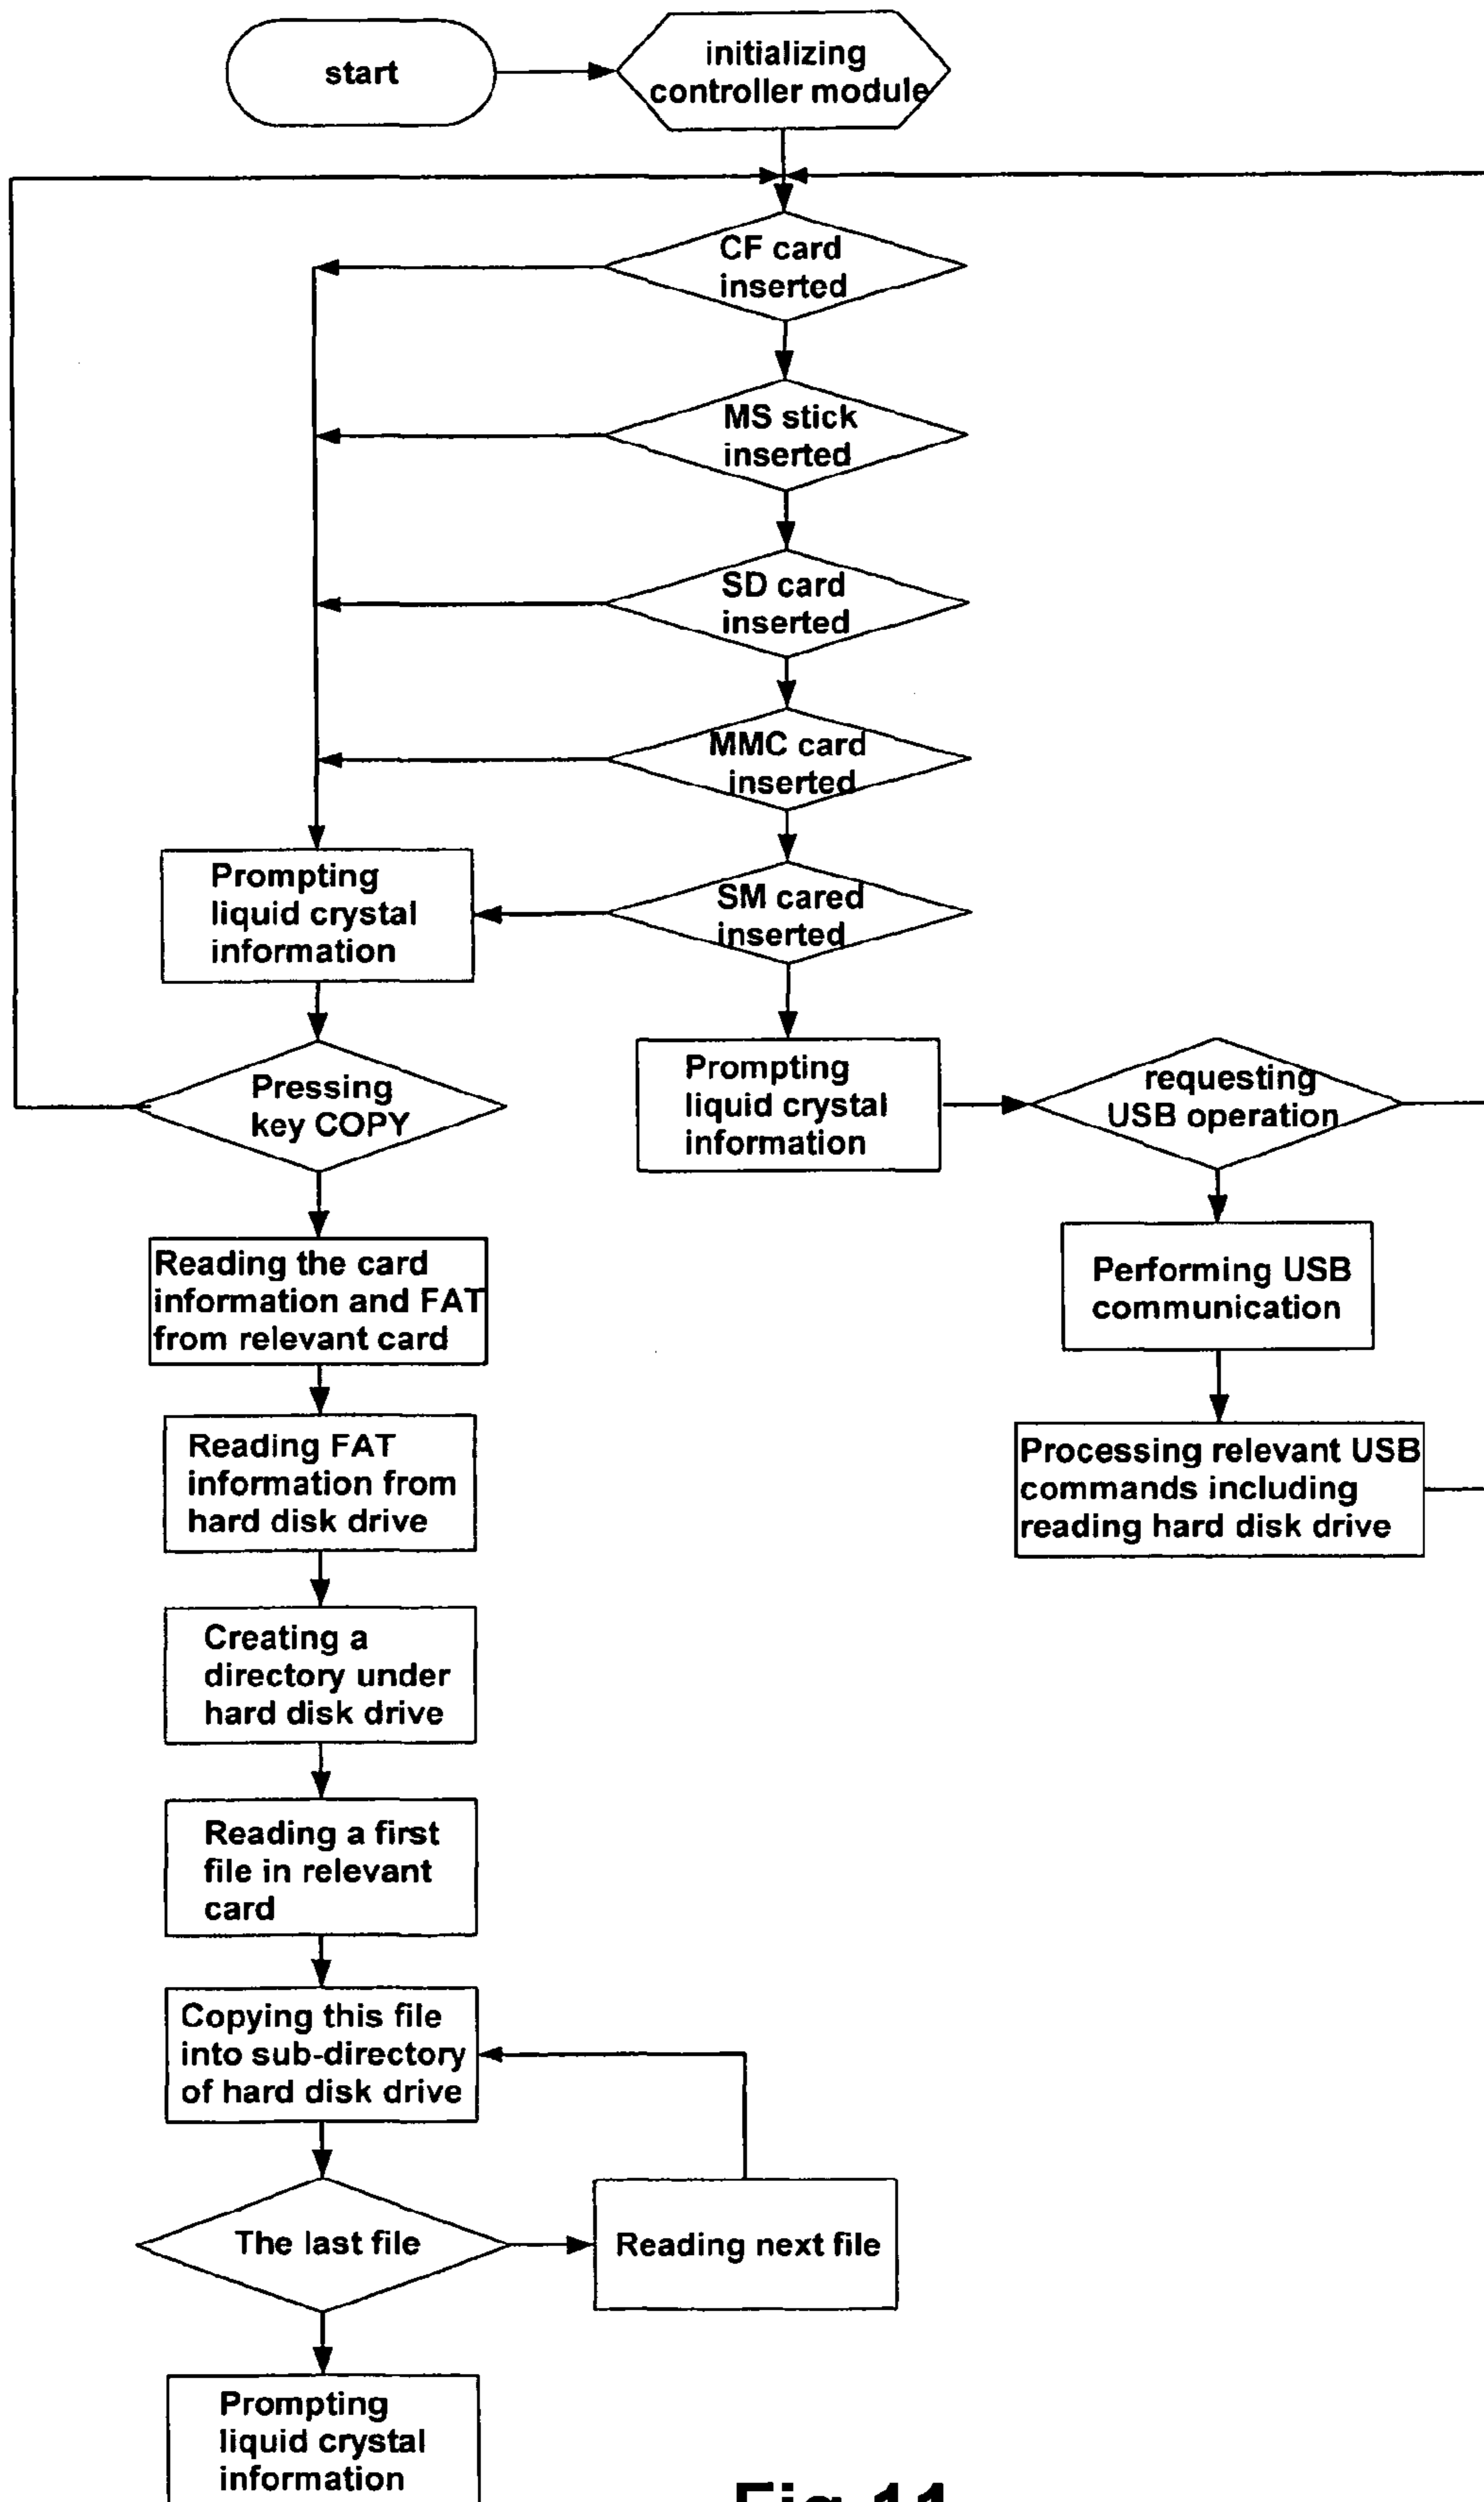 start
initializing
controller module
CF card
inserted
MS stick
inserted
SD card
inserted
MMC card
inserted
Prompting
liquid crystal
information
SM cared
inserted
Pressing
key COPY
Prompting
liquid crystal
information
requesting
USB operation
Reading the card
information and FAT
from relevant card
Performing USB
communication
Reading FAT
information from
hard disk drive
Processing relevant USB
commands including
reading hard disk drive
Creating a
directory under
hard disk drive
Reading a first
file in relevant
card
Copying this file
into sub-directory
of hard disk drive
The last file
Reading next file
Prompting
liquid crystal
information
Fig.11